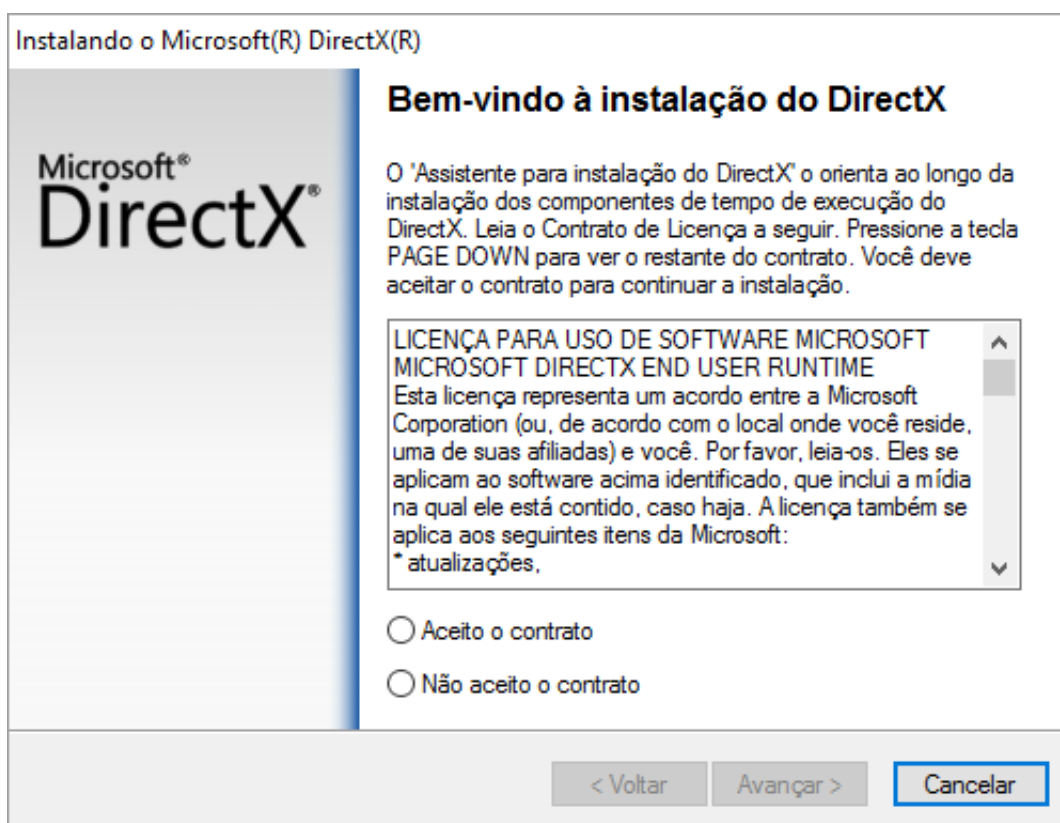 Instalando o Microsoft(R) DirectX(R)
Microsoft®
DirectX®
Bem-vindo à instalação do DirectX
O 'Assistente para instalação do DirectX' o orienta ao longo da
instalação dos componentes de tempo de execução do
DirectX. Leia o Contrato de Licença a seguir. Pressione a tecla
PAGE DOWN para ver o restante do contrato. Você deve
aceitar o contrato para continuar a instalação.
LICENÇA PARA USO DE SOFTWARE MICROSOFT
MICROSOFT DIRECTX END USER RUNTIME
Esta licença representa um acordo entre a Microsoft
Corporation (ou, de acordo com o local onde você reside,
uma de suas afiliadas) e você. Por favor, leia-os. Eles se
aplicam ao software acima identificado, que inclui a mídia
na qual ele está contido, caso haja. A licença também se
aplica aos seguintes itens da Microsoft:
* atualizações,
Aceito o contrato
Não aceito o contrato
< Voltar
Avançar >
Cancelar